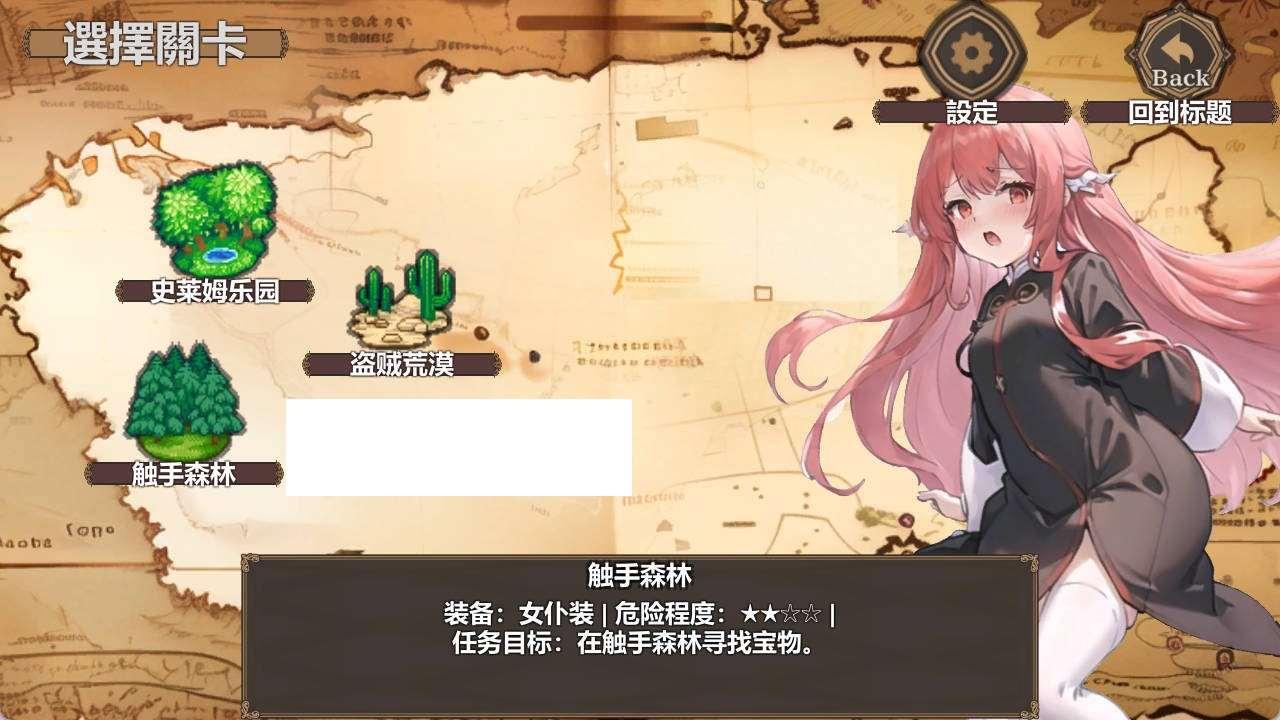 選擇關卡
設定
Back
回到标题
史莱姆乐园
盗贼荒漠
触手森林
触手森林
装备：女仆装 | 危险程度：★★☆☆ |
任务目标：在触手森林寻找宝物。